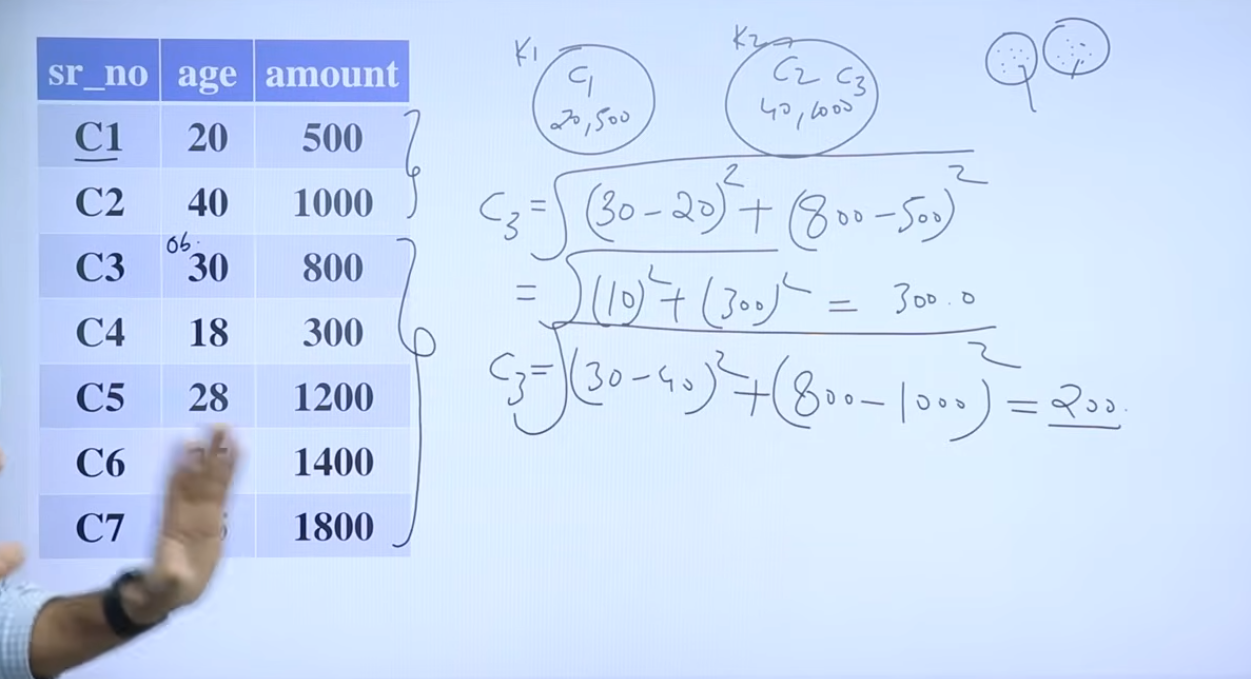 sr_no age amount
C1 20 500
C2 40 1000
C3 30 800
C4 18 300
C5 28 1200
C6 1400
C7 1800
ob.
K1
C1
20,500
K2
C2 C3
40,1000
C3 = √(30-20)² + (800-500)²
= √(10)² + (300)² = 300.0
C3 = √(30-40)² + (800-1000)² = 200.